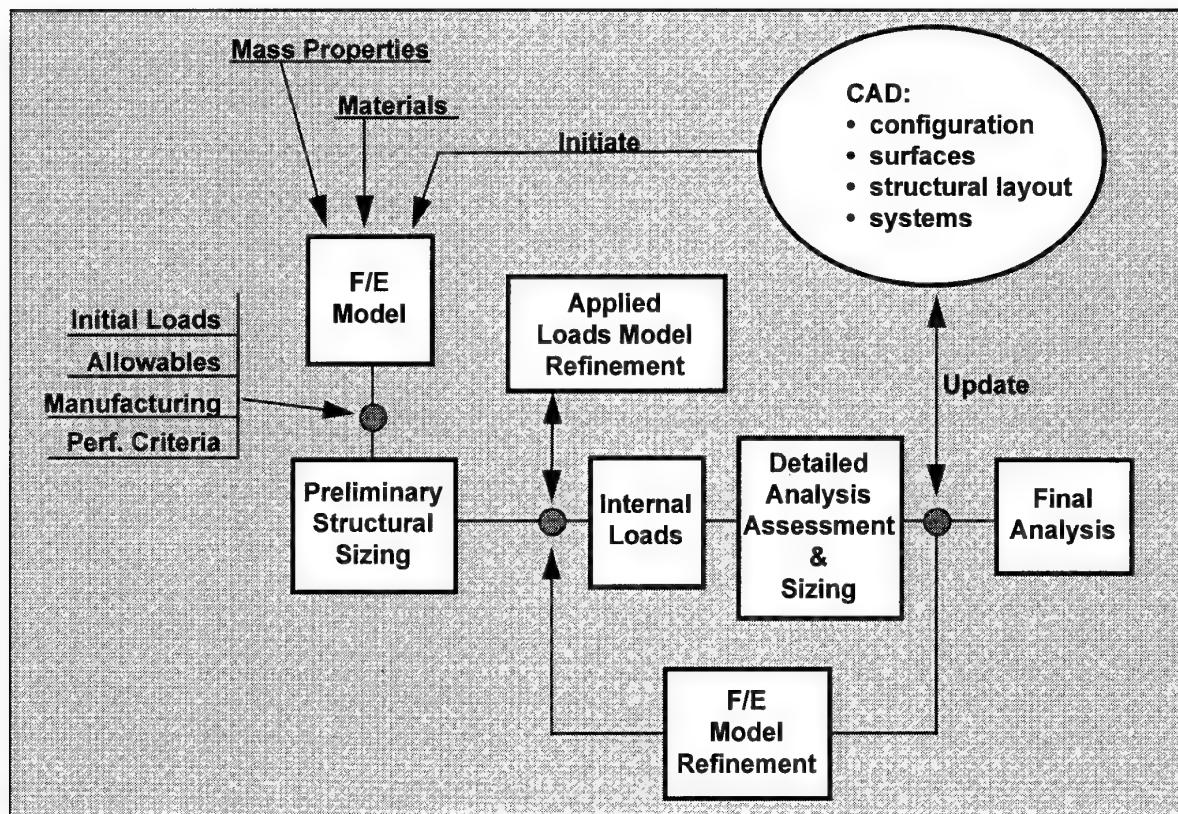 Mass Properties
Materials
Initiate
CAD:
• configuration
• surfaces
• structural layout
• systems
F/E
Model
Initial Loads
Allowables
Manufacturing
Perf. Criteria
Applied
Loads Model
Refinement
Update
Preliminary
Structural
Sizing
Internal
Loads
Detailed
Analysis
Assessment
&
Sizing
Final
Analysis
F/E
Model
Refinement